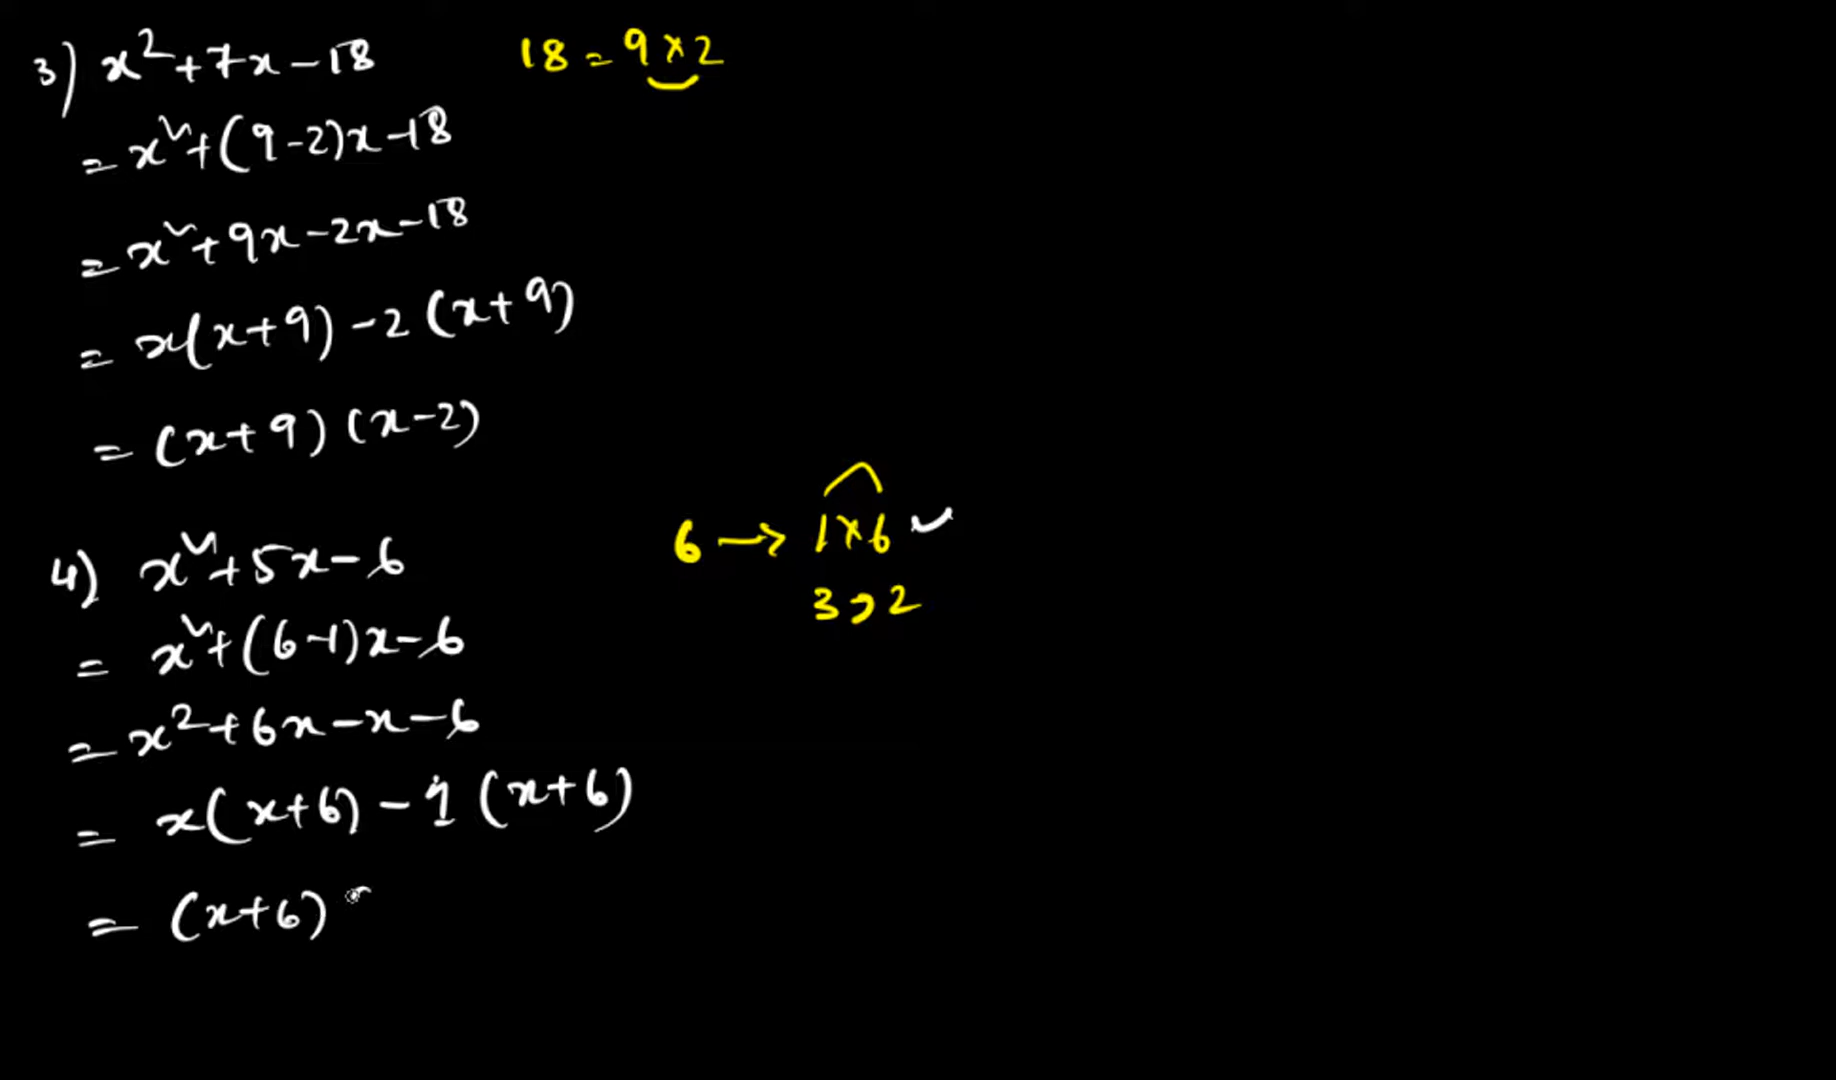 3) x² + 7x - 18
18 = 9 × 2
= x² + (9 - 2)x - 18
= x² + 9x - 2x - 18
= x(x + 9) - 2(x + 9)
= (x + 9)(x - 2)
4) x² + 5x - 6
6 → 1 × 6 ✓
3, 2
= x² + (6 - 1)x - 6
= x² + 6x - x - 6
= x(x + 6) - 1(x + 6)
= (x + 6)